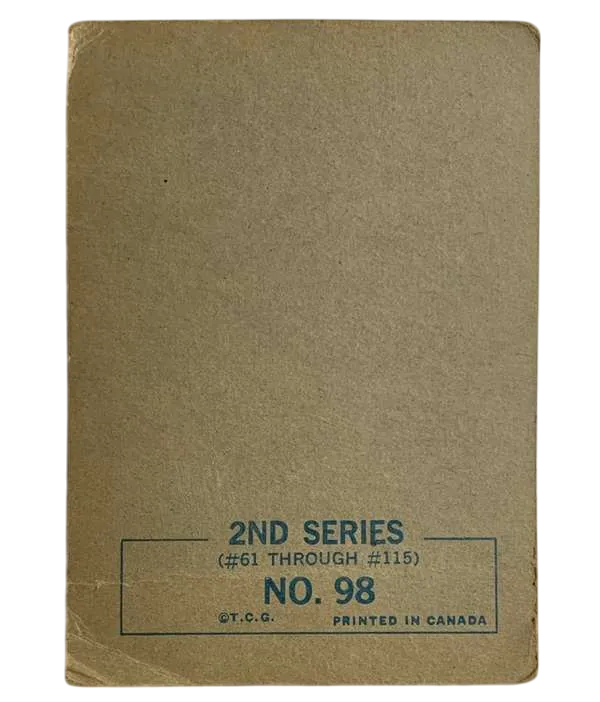 2ND SERIES
(#61 THROUGH #115)
NO. 98
©T.C.G. PRINTED IN CANADA